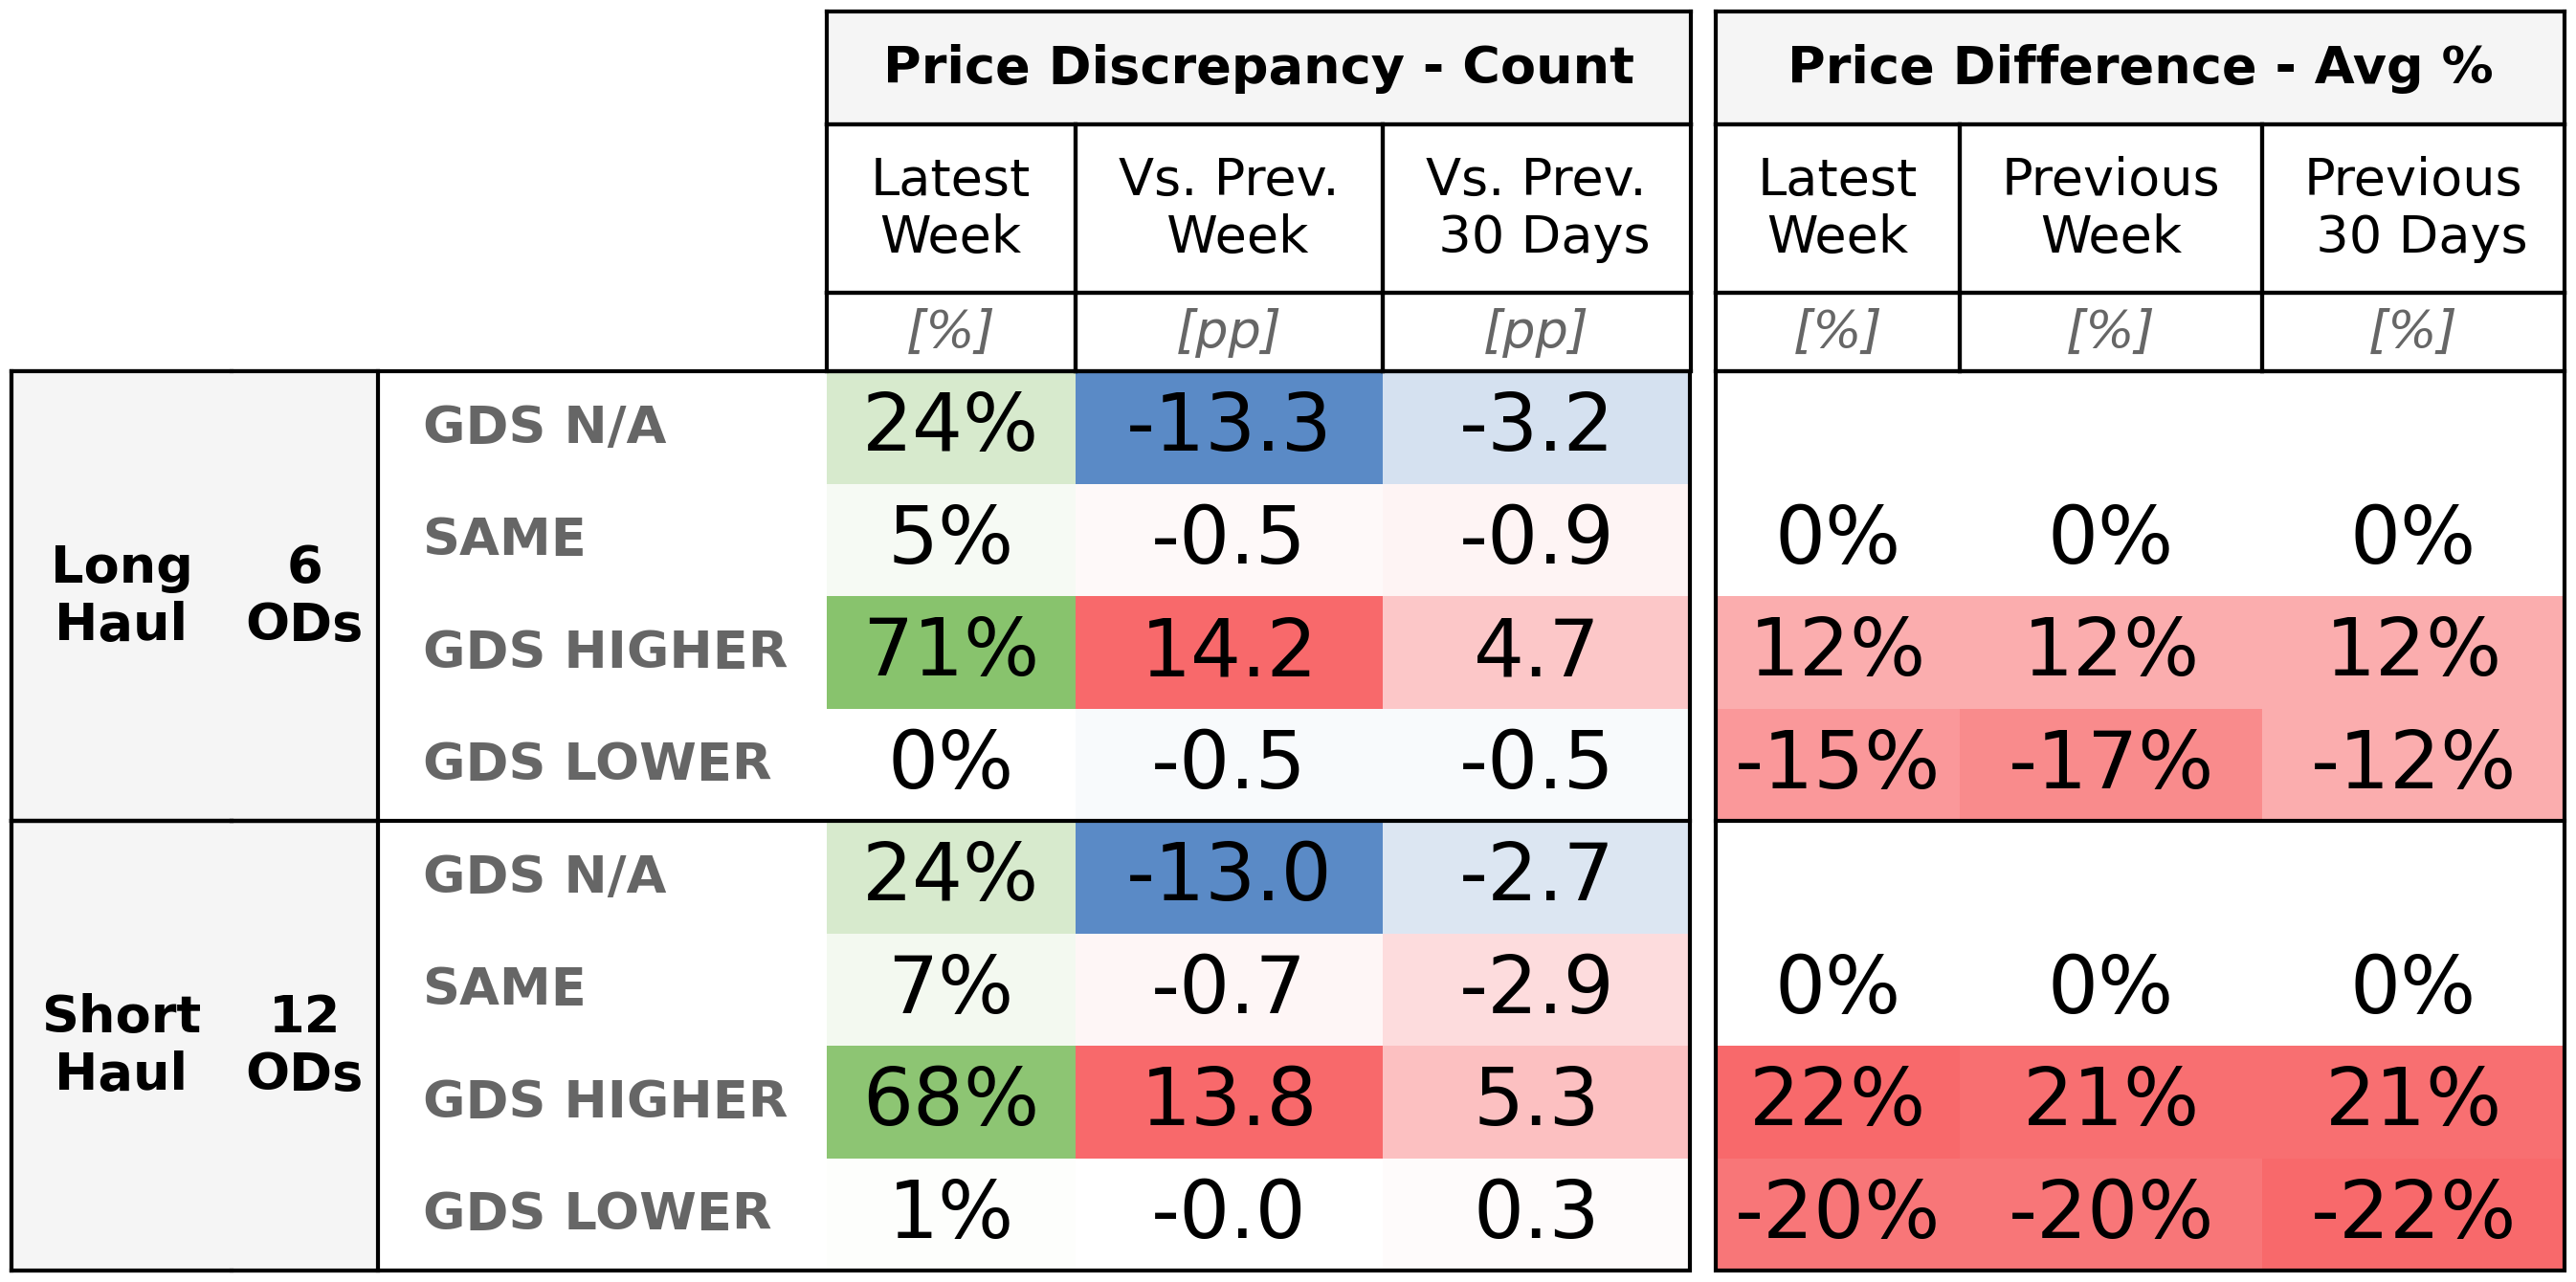 Price Discrepancy - Count Price Difference - Avg %
Latest Week Vs. Prev. Week Vs. Prev. 30 Days Latest Week Previous Week Previous 30 Days
[%] [pp] [pp] [%] [%] [%]
Long Haul 6 ODs
GDS N/A 24% -13.3 -3.2
SAME 5% -0.5 -0.9 0% 0% 0%
GDS HIGHER 71% 14.2 4.7 12% 12% 12%
GDS LOWER 0% -0.5 -0.5 -15% -17% -12%
Short Haul 12 ODs
GDS N/A 24% -13.0 -2.7
SAME 7% -0.7 -2.9 0% 0% 0%
GDS HIGHER 68% 13.8 5.3 22% 21% 21%
GDS LOWER 1% -0.0 0.3 -20% -20% -22%